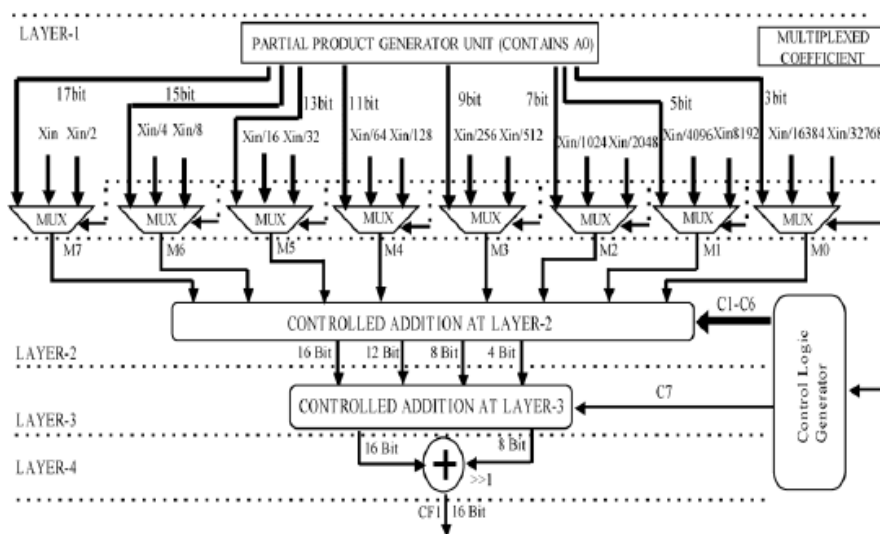 LAYER-1
PARTIAL PRODUCT GENERATOR UNIT (CONTAINS A0)
MULTIPLEXED
COEFFICIENT
17bit
15bit
13bit
11bit
9bit
7bit
5bit
3bit
Xin
Xin/2
Xin/4
Xin/8
Xin/16
Xin/32
Xin/64
Xin/128
Xin/256
Xin/512
Xin/1024
Xin/2048
Xin/4096
Xin8192
Xin/16384
Xin/32768
MUX
MUX
MUX
MUX
MUX
MUX
MUX
MUX
M7
M6
M5
M4
M3
M2
M1
M0
C1-C6
CONTROLLED ADDITION AT LAYER-2
LAYER-2
16 Bit
12 Bit
8 Bit
4 Bit
Control Logic
Generator
C7
CONTROLLED ADDITION AT LAYER-3
LAYER-3
16 Bit
8 Bit
LAYER-4
+
>>1
CF1
16 Bit